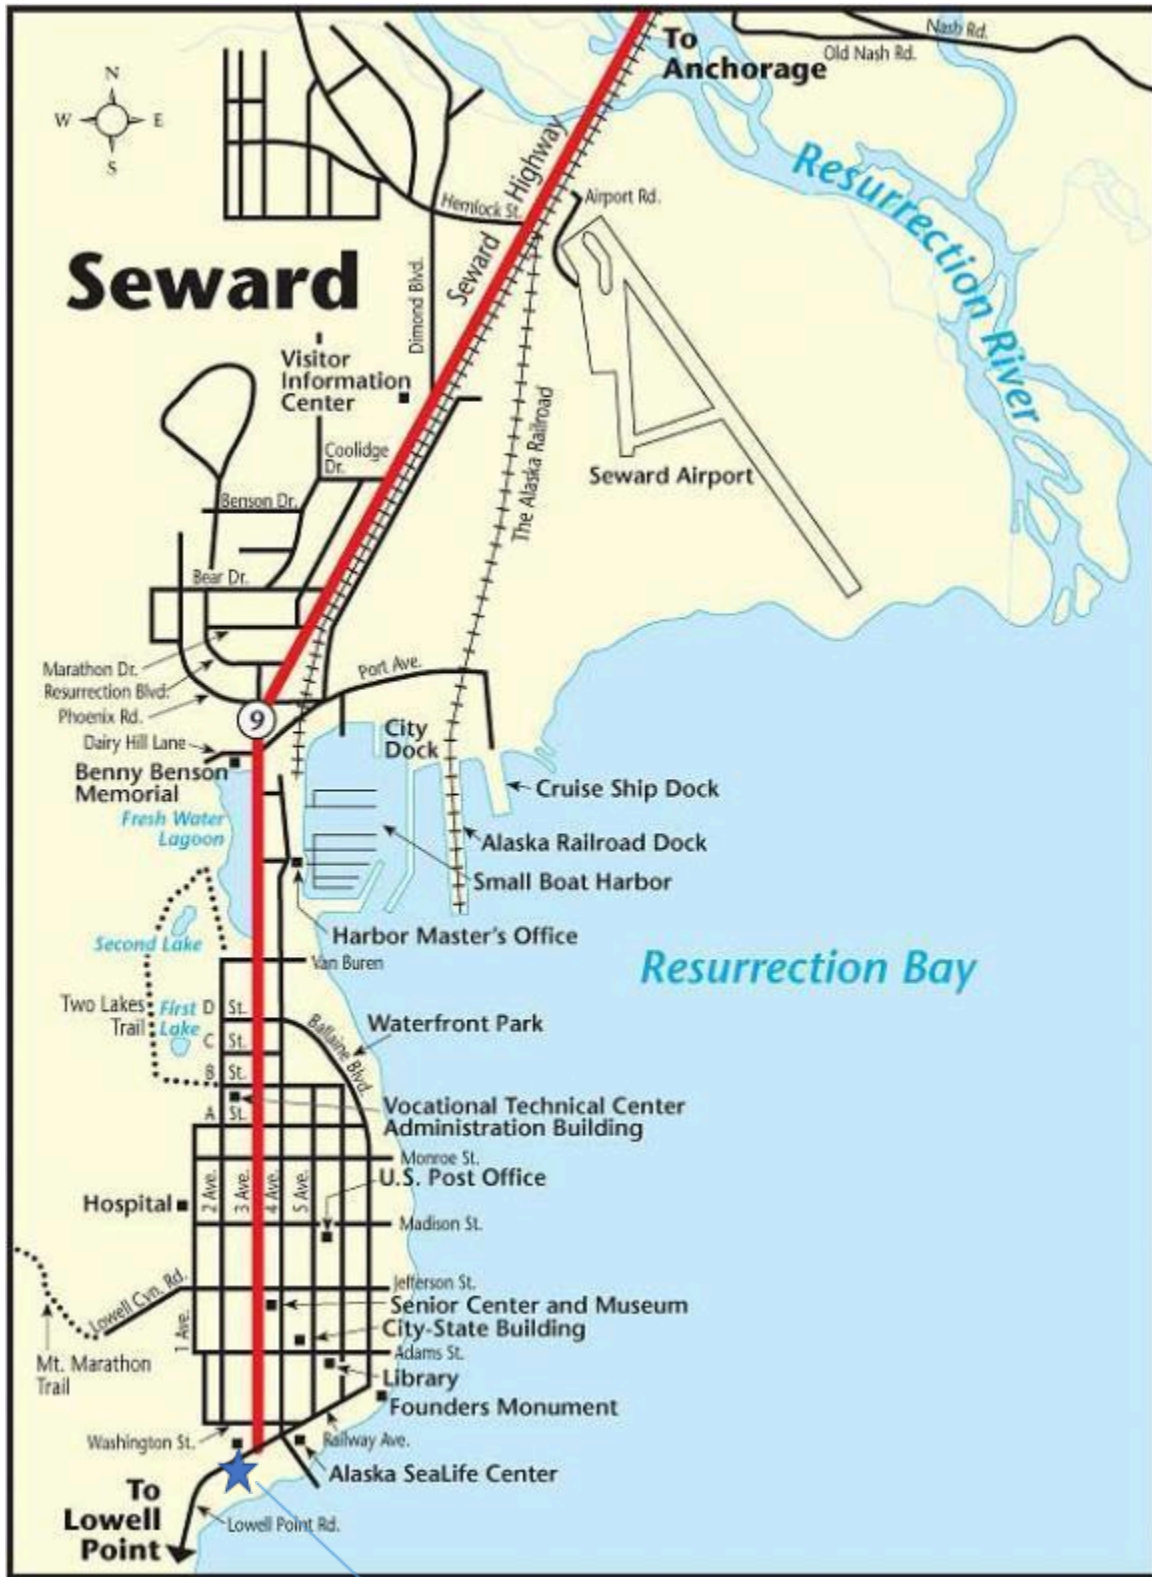 To
Anchorage
Nash Rd.
Old Nash Rd.
N
W
E
S
Resurrection River
Seward Highway
Hemlock St.
Airport Rd.
Seward
Dimond Blvd.
Visitor
Information
Center
The Alaska Railroad
Coolidge
Dr.
Seward Airport
Benson Dr.
Bear Dr.
Marathon Dr.
Resurrection Blvd.
Phoenix Rd.
Port Ave.
9
City
Dock
Dairy Hill Lane
Benny Benson
Memorial
Cruise Ship Dock
Fresh Water
Lagoon
Alaska Railroad Dock
Small Boat Harbor
Harbor Master's Office
Second Lake
Van Buren
Resurrection Bay
Two Lakes
Trail
First
Lake
D St.
C St.
B St.
A St.
Ballaine Blvd.
Waterfront Park
Vocational Technical Center
Administration Building
Monroe St.
U.S. Post Office
2 Ave.
3 Ave.
4 Ave.
5 Ave.
Hospital
Madison St.
Jefferson St.
Lowell Cyn. Rd.
Senior Center and Museum
City-State Building
1 Ave.
Adams St.
Mt. Marathon
Trail
Library
Founders Monument
Washington St.
Railway Ave.
Alaska SeaLife Center
To
Lowell
Point
Lowell Point Rd.